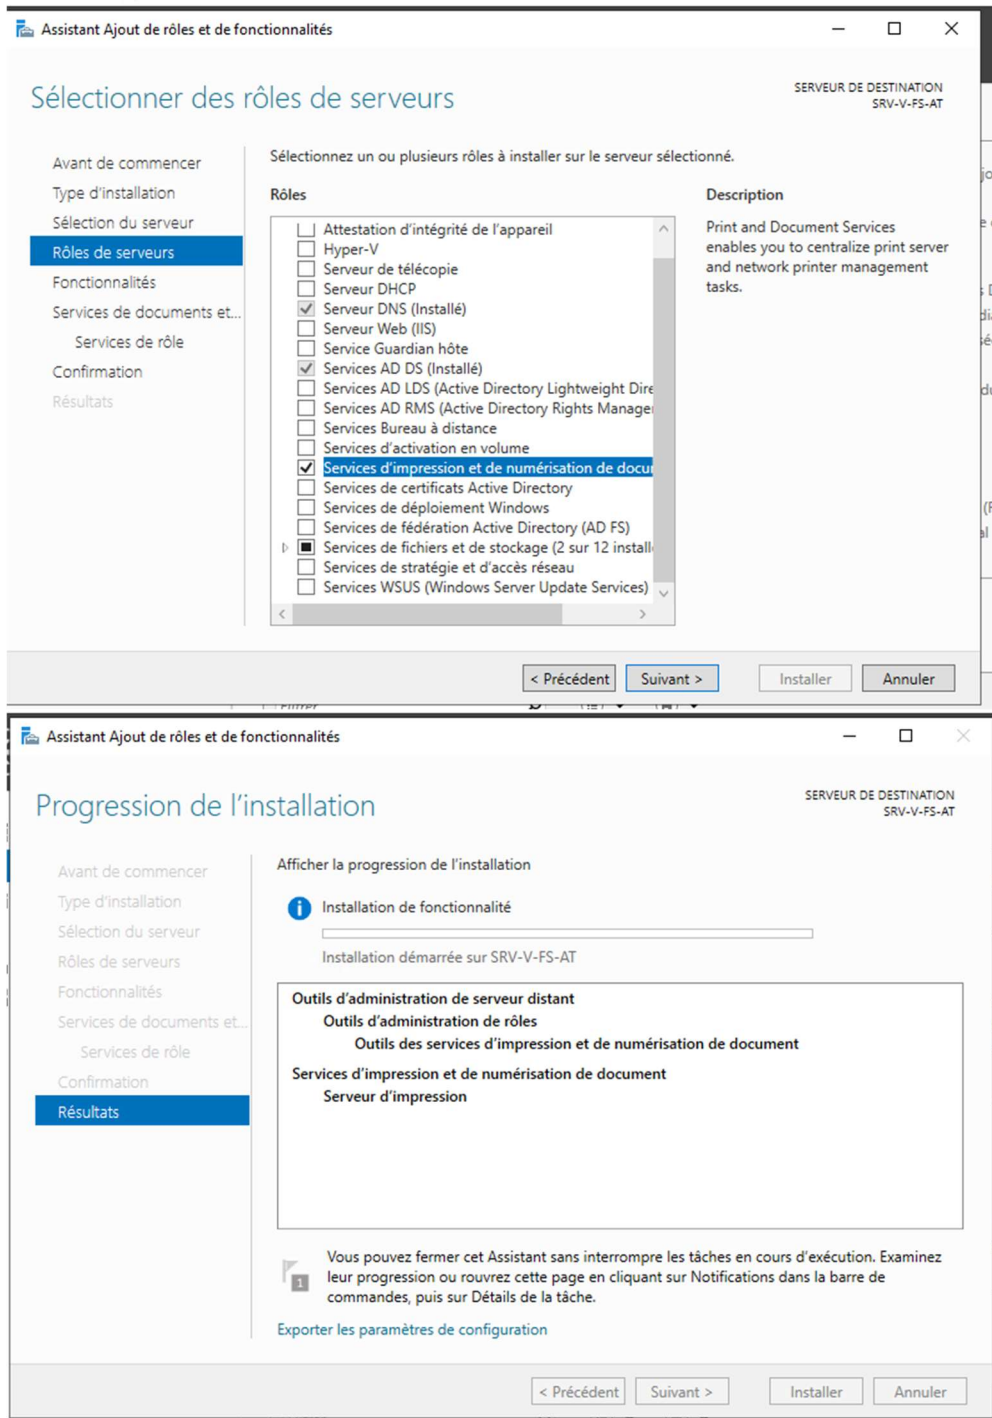 Assistant Ajout de rôles et de fonctionnalités
Sélectionner des rôles de serveurs
SERVEUR DE DESTINATION
SRV-V-FS-AT
Avant de commencer
Type d'installation
Sélection du serveur
Rôles de serveurs
Fonctionnalités
Services de documents et...
Services de rôle
Confirmation
Résultats
Sélectionnez un ou plusieurs rôles à installer sur le serveur sélectionné.
Rôles
Attestation d'intégrité de l'appareil
Hyper-V
Serveur de télécopie
Serveur DHCP
Serveur DNS (Installé)
Serveur Web (IIS)
Service Guardian hôte
Services AD DS (Installé)
Services AD LDS (Active Directory Lightweight Dire
Services AD RMS (Active Directory Rights Manager
Services Bureau à distance
Services d'activation en volume
Services d'impression et de numérisation de docur
Services de certificats Active Directory
Services de déploiement Windows
Services de fédération Active Directory (AD FS)
Services de fichiers et de stockage (2 sur 12 install
Services de stratégie et d'accès réseau
Services WSUS (Windows Server Update Services)
Description
Print and Document Services
enables you to centralize print server
and network printer management
tasks.
< Précédent
Suivant >
Installer
Annuler
Assistant Ajout de rôles et de fonctionnalités
Progression de l'installation
SERVEUR DE DESTINATION
SRV-V-FS-AT
Avant de commencer
Type d'installation
Sélection du serveur
Rôles de serveurs
Fonctionnalités
Services de documents et...
Services de rôle
Confirmation
Résultats
Afficher la progression de l'installation
Installation de fonctionnalité
Installation démarrée sur SRV-V-FS-AT
Outils d'administration de serveur distant
Outils d'administration de rôles
Outils des services d'impression et de numérisation de document
Services d'impression et de numérisation de document
Serveur d'impression
1
Vous pouvez fermer cet Assistant sans interrompre les tâches en cours d'exécution. Examinez
leur progression ou rouvrez cette page en cliquant sur Notifications dans la barre de
commandes, puis sur Détails de la tâche.
Exporter les paramètres de configuration
< Précédent
Suivant >
Installer
Annuler